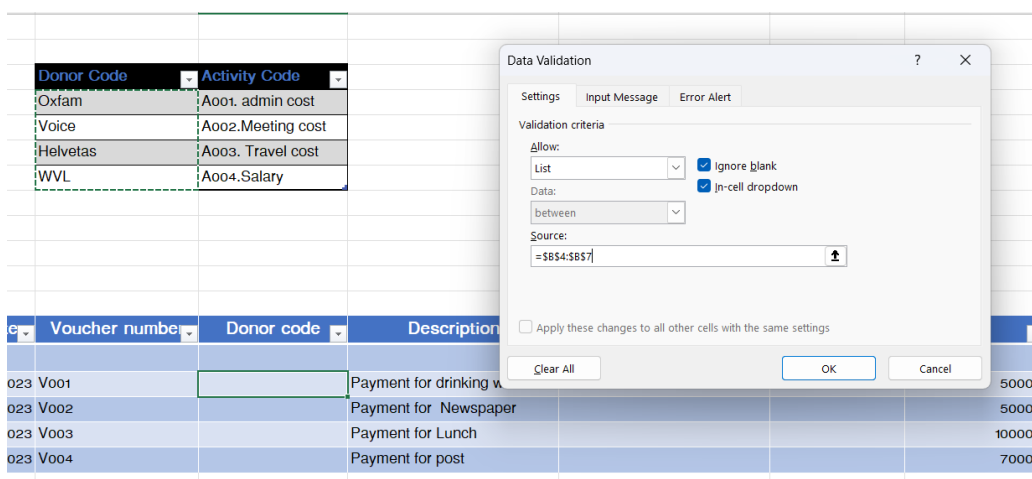 Data Validation ? X
Settings Input Message Error Alert
Donor Code Activity Code
Oxfam A001. admin cost
Voice A002.Meeting cost
Helvetas A003. Travel cost
WVL A004.Salary
Validation criteria
Allow:
List Ignore blank
In-cell dropdown
Data:
between
Source:
=$B$4:$B$7
Apply these changes to all other cells with the same settings
Clear All OK Cancel
Voucher number Donor code Description
023 V001 Payment for drinking w 5000
023 V002 Payment for Newspaper 5000
023 V003 Payment for Lunch 10000
023 V004 Payment for post 7000